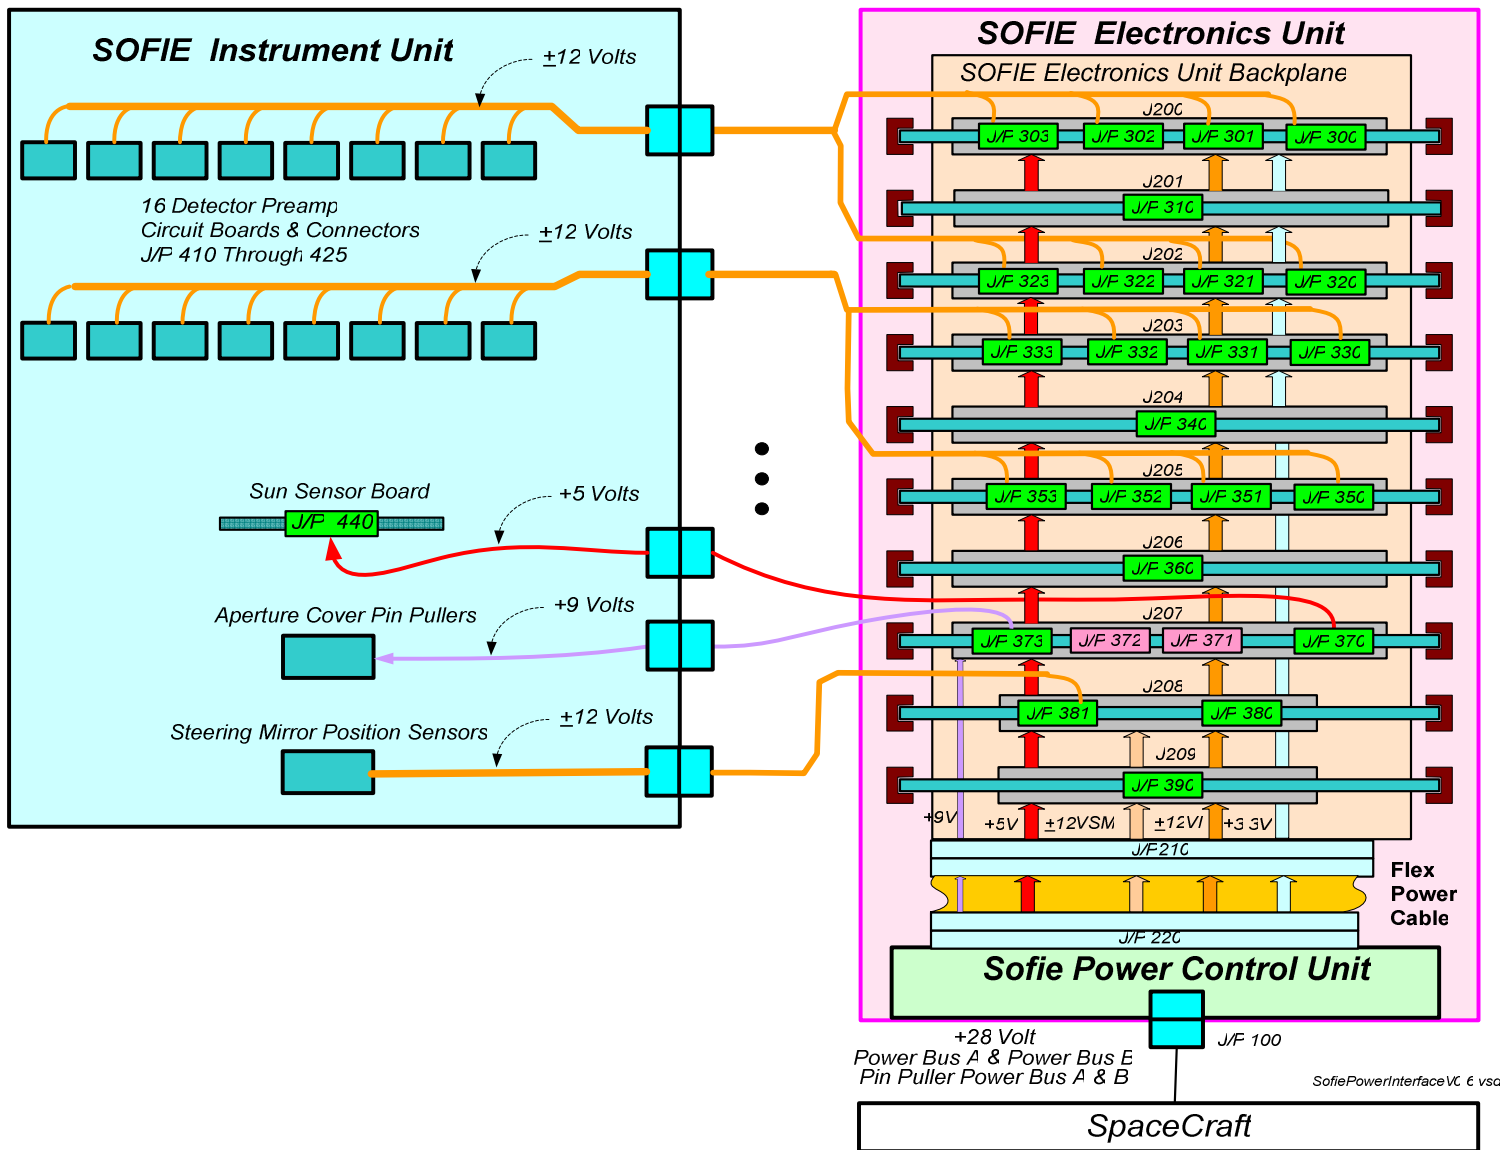 SOFIE Instrument Unit
±12 Volts
16 Detector Preamp
Circuit Boards & Connectors
J/P 410 Through 425
±12 Volts
Sun Sensor Board
J/P 440
+5 Volts
Aperture Cover Pin Pullers
+9 Volts
Steering Mirror Position Sensors
±12 Volts
SOFIE Electronics Unit
SOFIE Electronics Unit Backplane
J200
J/P 303 J/P 302 J/P 301 J/P 300
J201
J/P 310
J202
J/P 323 J/P 322 J/P 321 J/P 320
J203
J/P 333 J/P 332 J/P 331 J/P 330
J204
J/P 340
J205
J/P 353 J/P 352 J/P 351 J/P 350
J206
J/P 360
J207
J/P 373 J/P 372 J/P 371 J/P 370
J208
J/P 381 J/P 380
J209
J/P 390
+9V +5V ±12VSM ±12VI +3.3V
J/P210
Flex
Power
Cable
J/P 220
Sofie Power Control Unit
J/P 100
+28 Volt
Power Bus A & Power Bus B
Pin Puller Power Bus A & B
SofiePowerInterfaceV0.6.vsd
SpaceCraft